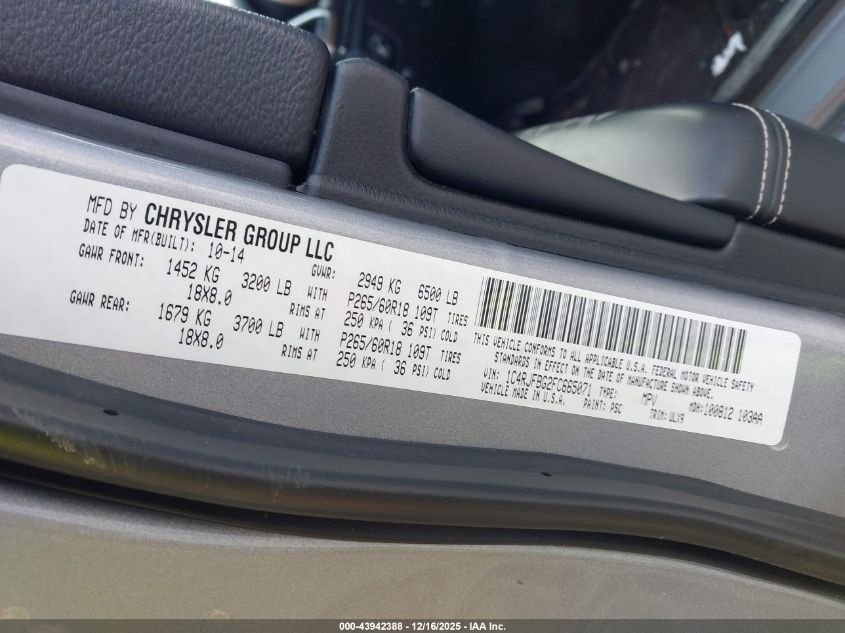 MFD BY CHRYSLER GROUP LLC
DATE OF MFR(BUILT): 10-14
GVWR: 2949 KG 6500 LB
GAWR FRONT: 1452 KG 3200 LB WITH P265/60R18 109T TIRES
18X8.0 RIMS AT 250 KPA ( 36 PSI) COLD
GAWR REAR: 1679 KG 3700 LB WITH P265/60R18 109T TIRES
18X8.0 RIMS AT 250 KPA ( 36 PSI) COLD
THIS VEHICLE CONFORMS TO ALL APPLICABLE U.S.A. FEDERAL MOTOR VEHICLE SAFETY
STANDARDS IN EFFECT ON THE DATE OF MANUFACTURE SHOWN ABOVE.
VIN: 1C4RJFBG2FC665071 TYPE: MPV MDH:100812 103AA
VEHICLE MADE IN U.S.A. PAINT: PSC TRIM: ULX9
000-43942388 - 12/16/2025 - IAA Inc.